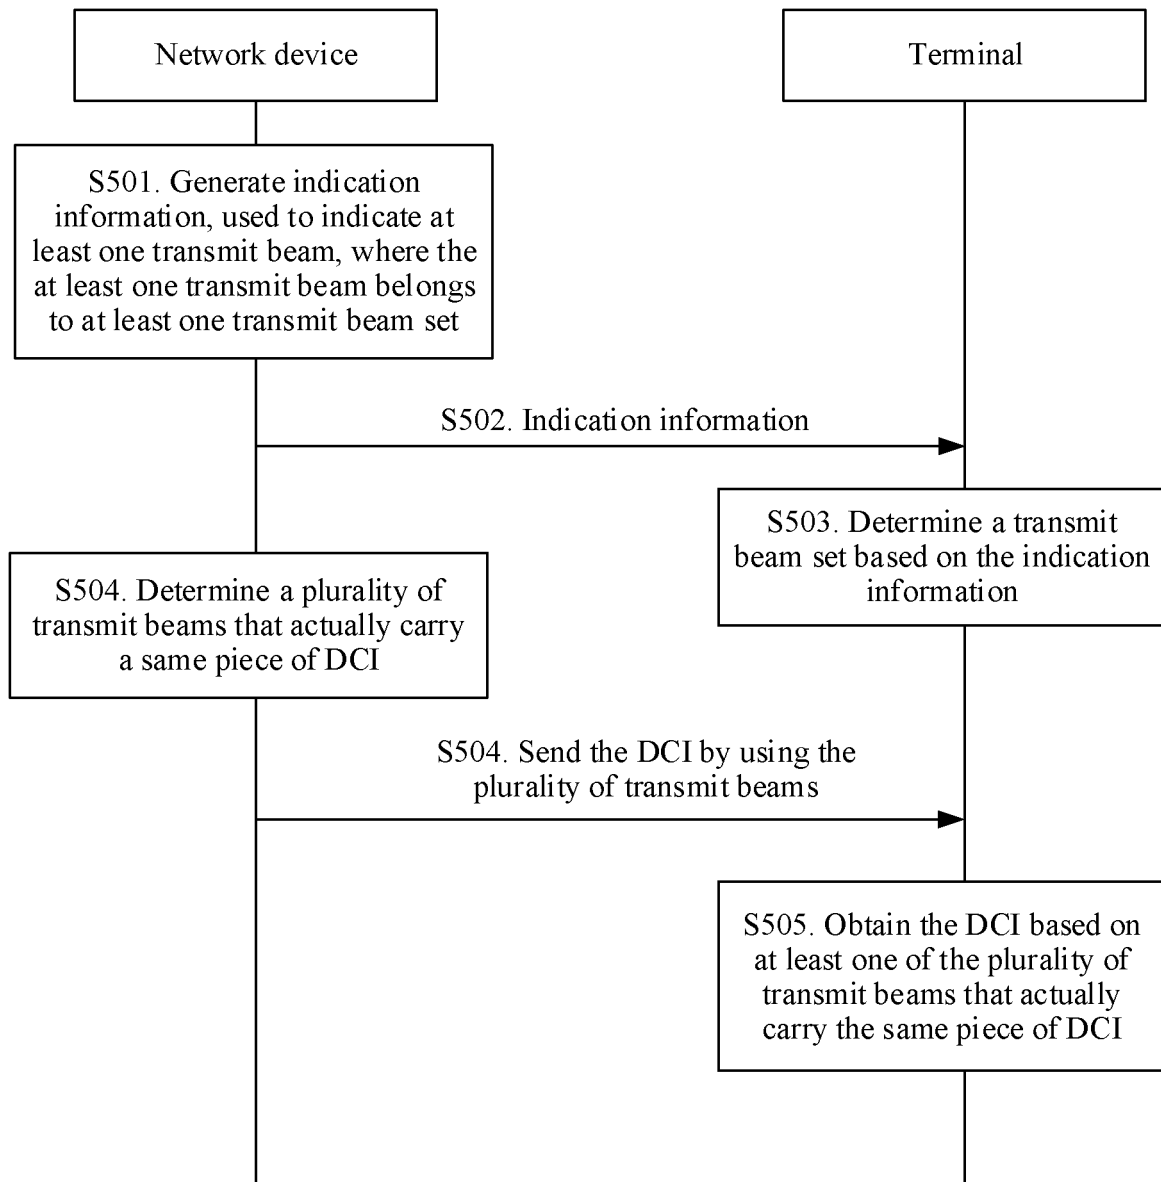 Network device
Terminal
S501. Generate indication
information, used to indicate at
least one transmit beam, where the
at least one transmit beam belongs
to at least one transmit beam set
S502. Indication information
S503. Determine a transmit
beam set based on the indication
information
S504. Determine a plurality of
transmit beams that actually carry
a same piece of DCI
S504. Send the DCI by using the
plurality of transmit beams
S505. Obtain the DCI based on
at least one of the plurality of
transmit beams that actually
carry the same piece of DCI